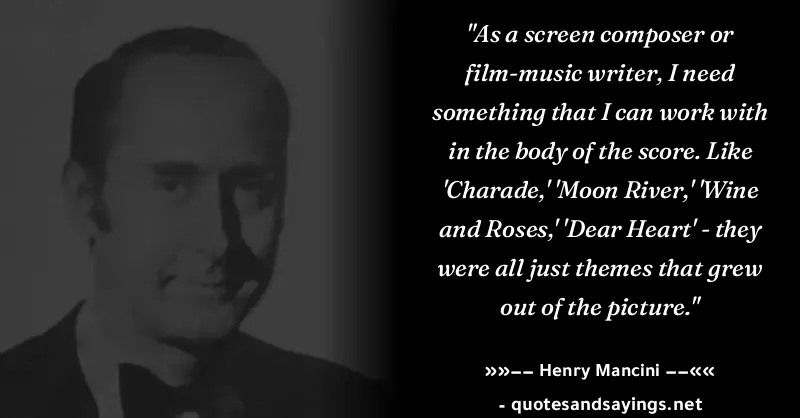 "As a screen composer or
film-music writer, I need
something that I can work with
in the body of the score. Like
'Charade,' 'Moon River,' 'Wine
and Roses,' 'Dear Heart' - they
were all just themes that grew
out of the picture."
»»−− Henry Mancini −−««
- quotesandsayings.net